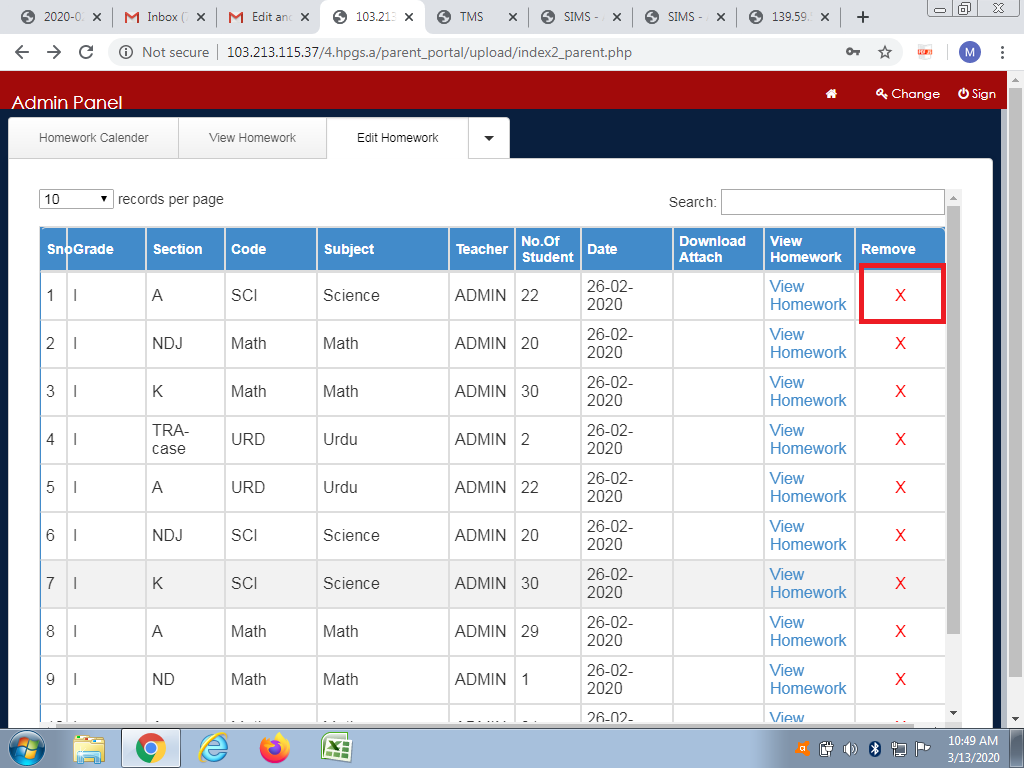 2020-0
Inbox (
Edit and
103.213
TMS
SIMS -
SIMS -
139.59.
Not secure | 103.213.115.37/4.hpgs.a/parent_portal/upload/index2_parent.php
M
Admin Panel
Change
Sign
Homework Calender
View Homework
Edit Homework
10 records per page
Search:
Sno Grade Section Code Subject Teacher No.Of Student Date Download Attach View Homework Remove
1 I A SCI Science ADMIN 22 26-02-2020 View Homework X
2 I NDJ Math Math ADMIN 20 26-02-2020 View Homework X
3 I K Math Math ADMIN 30 26-02-2020 View Homework X
4 I TRA-case URD Urdu ADMIN 2 26-02-2020 View Homework X
5 I A URD Urdu ADMIN 22 26-02-2020 View Homework X
6 I NDJ SCI Science ADMIN 20 26-02-2020 View Homework X
7 I K SCI Science ADMIN 30 26-02-2020 View Homework X
8 I A Math Math ADMIN 29 26-02-2020 View Homework X
9 I ND Math Math ADMIN 1 26-02-2020 View Homework X
26-02- View
10:49 AM
3/13/2020